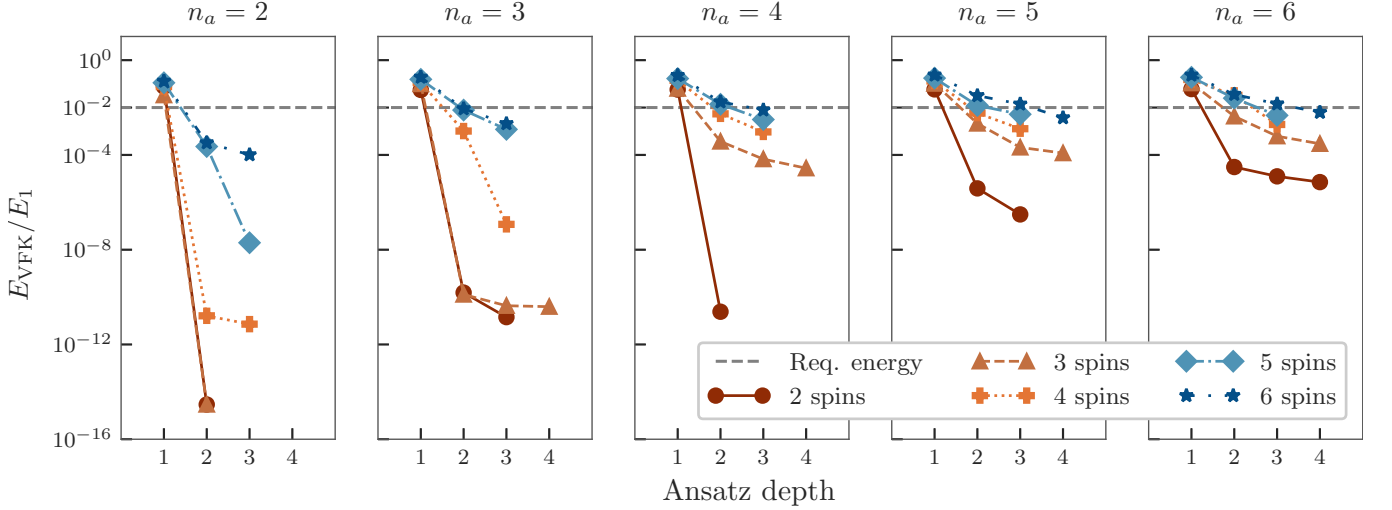 n_a = 2 n_a = 3 n_a = 4 n_a = 5 n_a = 6
10^0
10^−2
10^−4
10^−8
10^−12
10^−16
E_VFK/E_1
1 2 3 4 1 2 3 4 1 2 3 4 1 2 3 4 1 2 3 4
Ansatz depth
Req. energy 3 spins 5 spins
2 spins 4 spins 6 spins